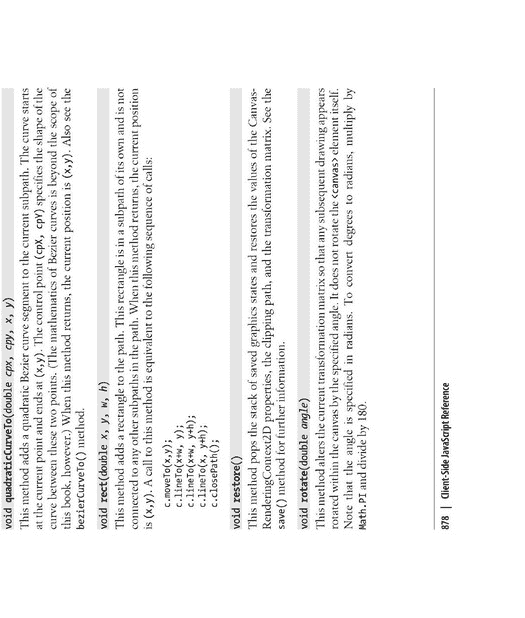 void quadraticCurveTo(double cpx, cpy, x, y)
This method adds a quadratic Bezier curve segment to the current subpath. The curve starts
at the current point and ends at (x,y). The control point (cpX, cpY) specifies the shape of the
curve between these two points. (The mathematics of Bezier curves is beyond the scope of
this book, however.) When this method returns, the current position is (x,y). Also see the
bezierCurveTo() method.
void rect(double x, y, w, h)
This method adds a rectangle to the path. This rectangle is in a subpath of its own and is not
connected to any other subpaths in the path. When this method returns, the current position
is (x,y). A call to this method is equivalent to the following sequence of calls:
c.moveTo(x,y);
c.lineTo(x+w, y);
c.lineTo(x+w, y+h);
c.lineTo(x, y+h);
c.closePath();
void restore()
This method pops the stack of saved graphics states and restores the values of the Canvas-
RenderingContext2D properties, the clipping path, and the transformation matrix. See the
save() method for further information.
void rotate(double angle)
This method alters the current transformation matrix so that any subsequent drawing appears
rotated within the canvas by the specified angle. It does not rotate the <canvas> element itself.
Note that the angle is specified in radians. To convert degrees to radians, multiply by
Math.PI and divide by 180.
878 | Client-Side JavaScript Reference